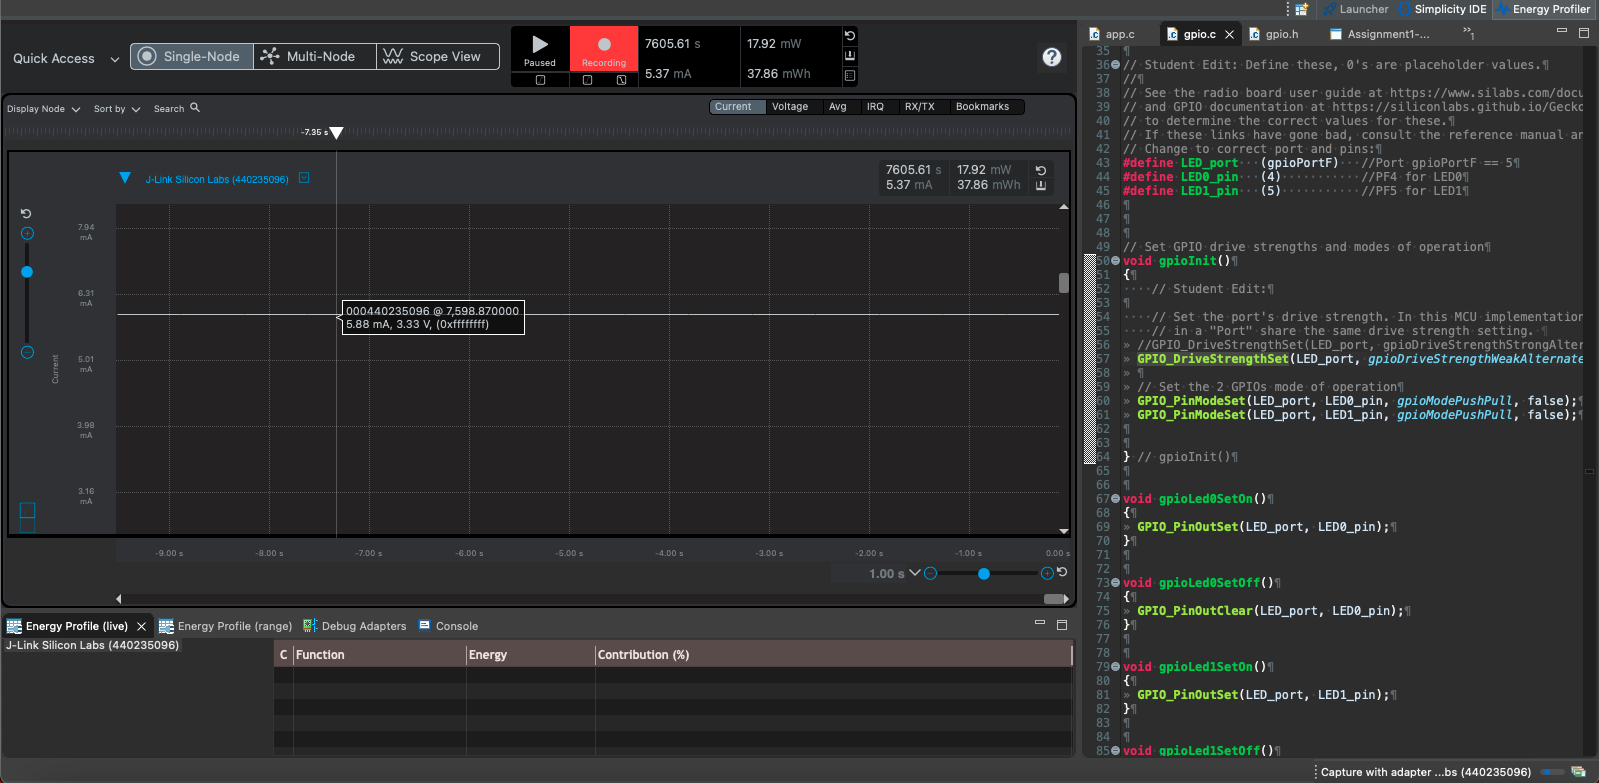 Launcher
Simplicity IDE
Energy Profiler
Quick Access
Single-Node
Multi-Node
Scope View
Paused
Recording
7605.61 s
5.37 mA
17.92 mW
37.86 mWh
Display Node
Sort by
Search
Current
Voltage
Avg
IRQ
RX/TX
Bookmarks
-7.35 s
J-Link Silicon Labs (440235096)
7605.61 s
5.37 mA
17.92 mW
37.86 mWh
7.94
mA
6.31
mA
5.01
mA
3.98
mA
3.16
mA
Current
000440235096 @ 7,598.870000
5.88 mA, 3.33 V, (0xffffffff)
-9.00 s
-8.00 s
-7.00 s
-6.00 s
-5.00 s
-4.00 s
-3.00 s
-2.00 s
-1.00 s
0.00 s
1.00 s
Energy Profile (live)
Energy Profile (range)
Debug Adapters
Console
J-Link Silicon Labs (440235096)
C
Function
Energy
Contribution (%)
app.c
gpio.c
gpio.h
Assignment1-...
»1
35 ¶
36 // Student Edit: Define these, 0's are placeholder values.¶
37 //¶
38 // See the radio board user guide at https://www.silabs.com/docu
39 // and GPIO documentation at https://siliconlabs.github.io/Gecko
40 // to determine the correct values for these.¶
41 // If these links have gone bad, consult the reference manual an
42 // Change to correct port and pins:¶
43 #define LED_port (gpioPortF) //Port gpioPortF == 5¶
44 #define LED0_pin (4) //PF4 for LED0¶
45 #define LED1_pin (5) //PF5 for LED1¶
46 ¶
47 ¶
48 ¶
49 // Set GPIO drive strengths and modes of operation¶
50 void gpioInit()¶
51 {¶
52 // Student Edit:¶
53 ¶
54 // Set the port's drive strength. In this MCU implementation
55 // in a "Port" share the same drive strength setting. ¶
56 » //GPIO_DriveStrengthSet(LED_port, gpioDriveStrengthStrongAlter
57 » GPIO_DriveStrengthSet(LED_port, gpioDriveStrengthWeakAlternate
58 » ¶
59 » // Set the 2 GPIOs mode of operation¶
60 » GPIO_PinModeSet(LED_port, LED0_pin, gpioModePushPull, false);¶
61 » GPIO_PinModeSet(LED_port, LED1_pin, gpioModePushPull, false);¶
62 ¶
63 ¶
64 } // gpioInit()¶
65 ¶
66 ¶
67 void gpioLed0SetOn()¶
68 {¶
69 » GPIO_PinOutSet(LED_port, LED0_pin);¶
70 }¶
71 ¶
72 ¶
73 void gpioLed0SetOff()¶
74 {¶
75 » GPIO_PinOutClear(LED_port, LED0_pin);¶
76 }¶
77 ¶
78 ¶
79 void gpioLed1SetOn()¶
80 {¶
81 » GPIO_PinOutSet(LED_port, LED1_pin);¶
82 }¶
83 ¶
84 ¶
85 void gpioLed1SetOff()¶
Capture with adapter ...bs (440235096)